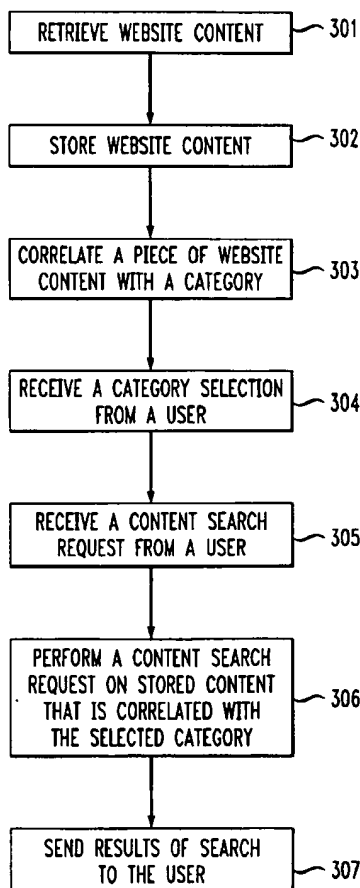 RETRIEVE WEBSITE CONTENT
301
STORE WEBSITE CONTENT
302
CORRELATE A PIECE OF WEBSITE
CONTENT WITH A CATEGORY
303
RECEIVE A CATEGORY SELECTION
FROM A USER
304
RECEIVE A CONTENT SEARCH
REQUEST FROM A USER
305
PERFORM A CONTENT SEARCH
REQUEST ON STORED CONTENT
THAT IS CORRELATED WITH
THE SELECTED CATEGORY
306
SEND RESULTS OF SEARCH
TO THE USER
307